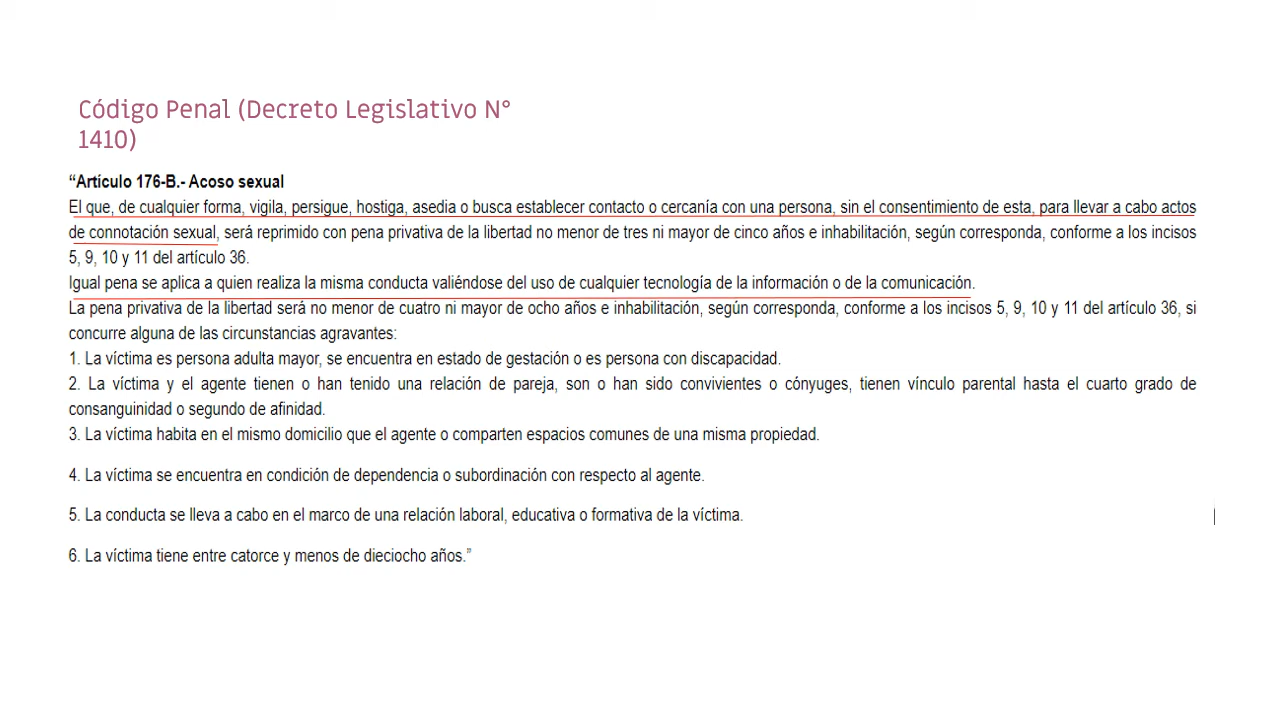 Código Penal (Decreto Legislativo N°
1410)
“Artículo 176-B.- Acoso sexual
El que, de cualquier forma, vigila, persigue, hostiga, asedia o busca establecer contacto o cercanía con una persona, sin el consentimiento de esta, para llevar a cabo actos
de connotación sexual, será reprimido con pena privativa de la libertad no menor de tres ni mayor de cinco años e inhabilitación, según corresponda, conforme a los incisos
5, 9, 10 y 11 del artículo 36.
Igual pena se aplica a quien realiza la misma conducta valiéndose del uso de cualquier tecnología de la información o de la comunicación.
La pena privativa de la libertad será no menor de cuatro ni mayor de ocho años e inhabilitación, según corresponda, conforme a los incisos 5, 9, 10 y 11 del artículo 36, si
concurre alguna de las circunstancias agravantes:
1. La víctima es persona adulta mayor, se encuentra en estado de gestación o es persona con discapacidad.
2. La víctima y el agente tienen o han tenido una relación de pareja, son o han sido convivientes o cónyuges, tienen vínculo parental hasta el cuarto grado de
consanguinidad o segundo de afinidad.
3. La víctima habita en el mismo domicilio que el agente o comparten espacios comunes de una misma propiedad.
4. La víctima se encuentra en condición de dependencia o subordinación con respecto al agente.
5. La conducta se lleva a cabo en el marco de una relación laboral, educativa o formativa de la víctima.
6. La víctima tiene entre catorce y menos de dieciocho años.”